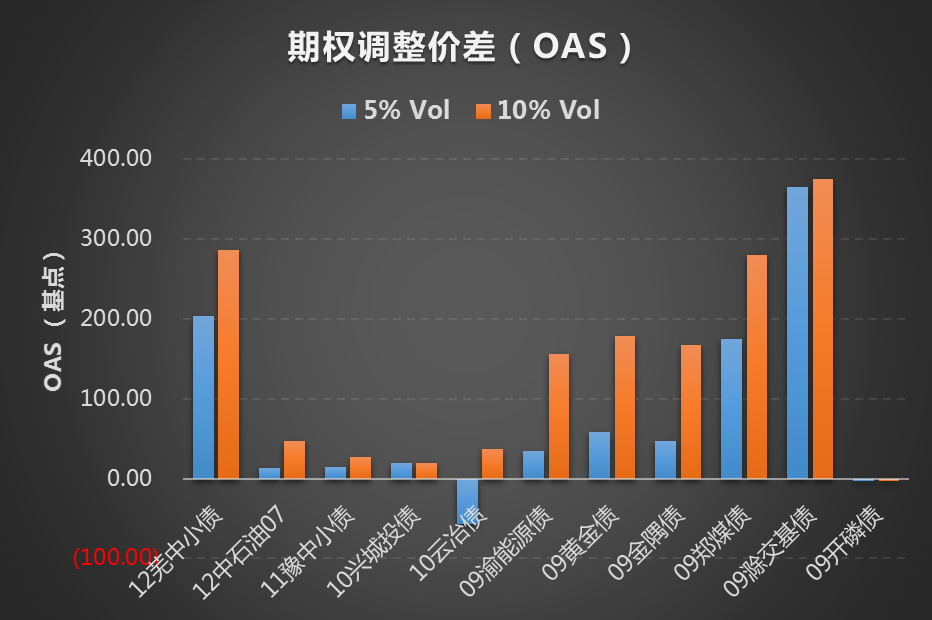 期权调整价差（OAS）
5% Vol 10% Vol
OAS （基点）
400.00
300.00
200.00
100.00
0.00
(100.00)
12芜中小债
12中石油07
11豫中小债
10兴城投债
10云冶债
09渝能源债
09黄金债
09金隅债
09郑煤债
09滁交基债
09开磷债